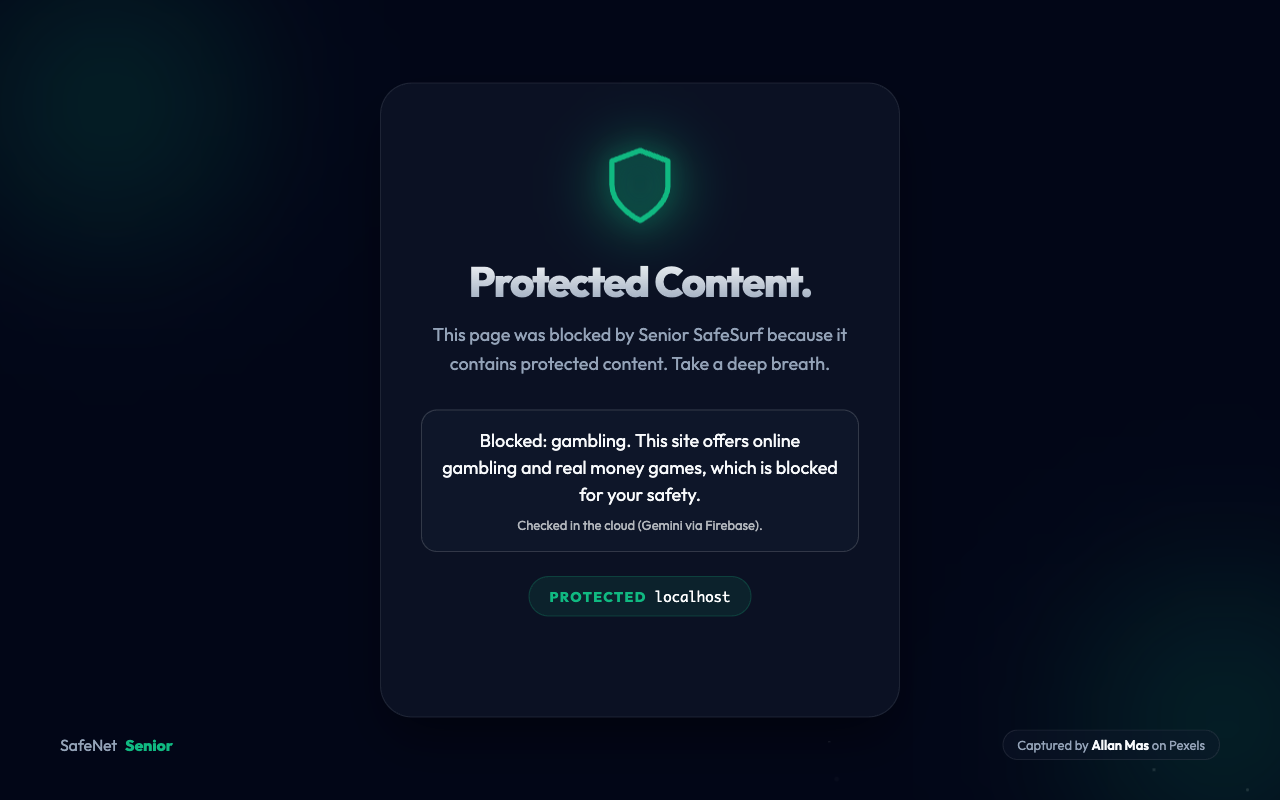 Protected Content.
This page was blocked by Senior SafeSurf because it
contains protected content. Take a deep breath.
Blocked: gambling. This site offers online
gambling and real money games, which is blocked
for your safety.
Checked in the cloud (Gemini via Firebase).
PROTECTED localhost
SafeNet Senior
Captured by Allan Mas on Pexels